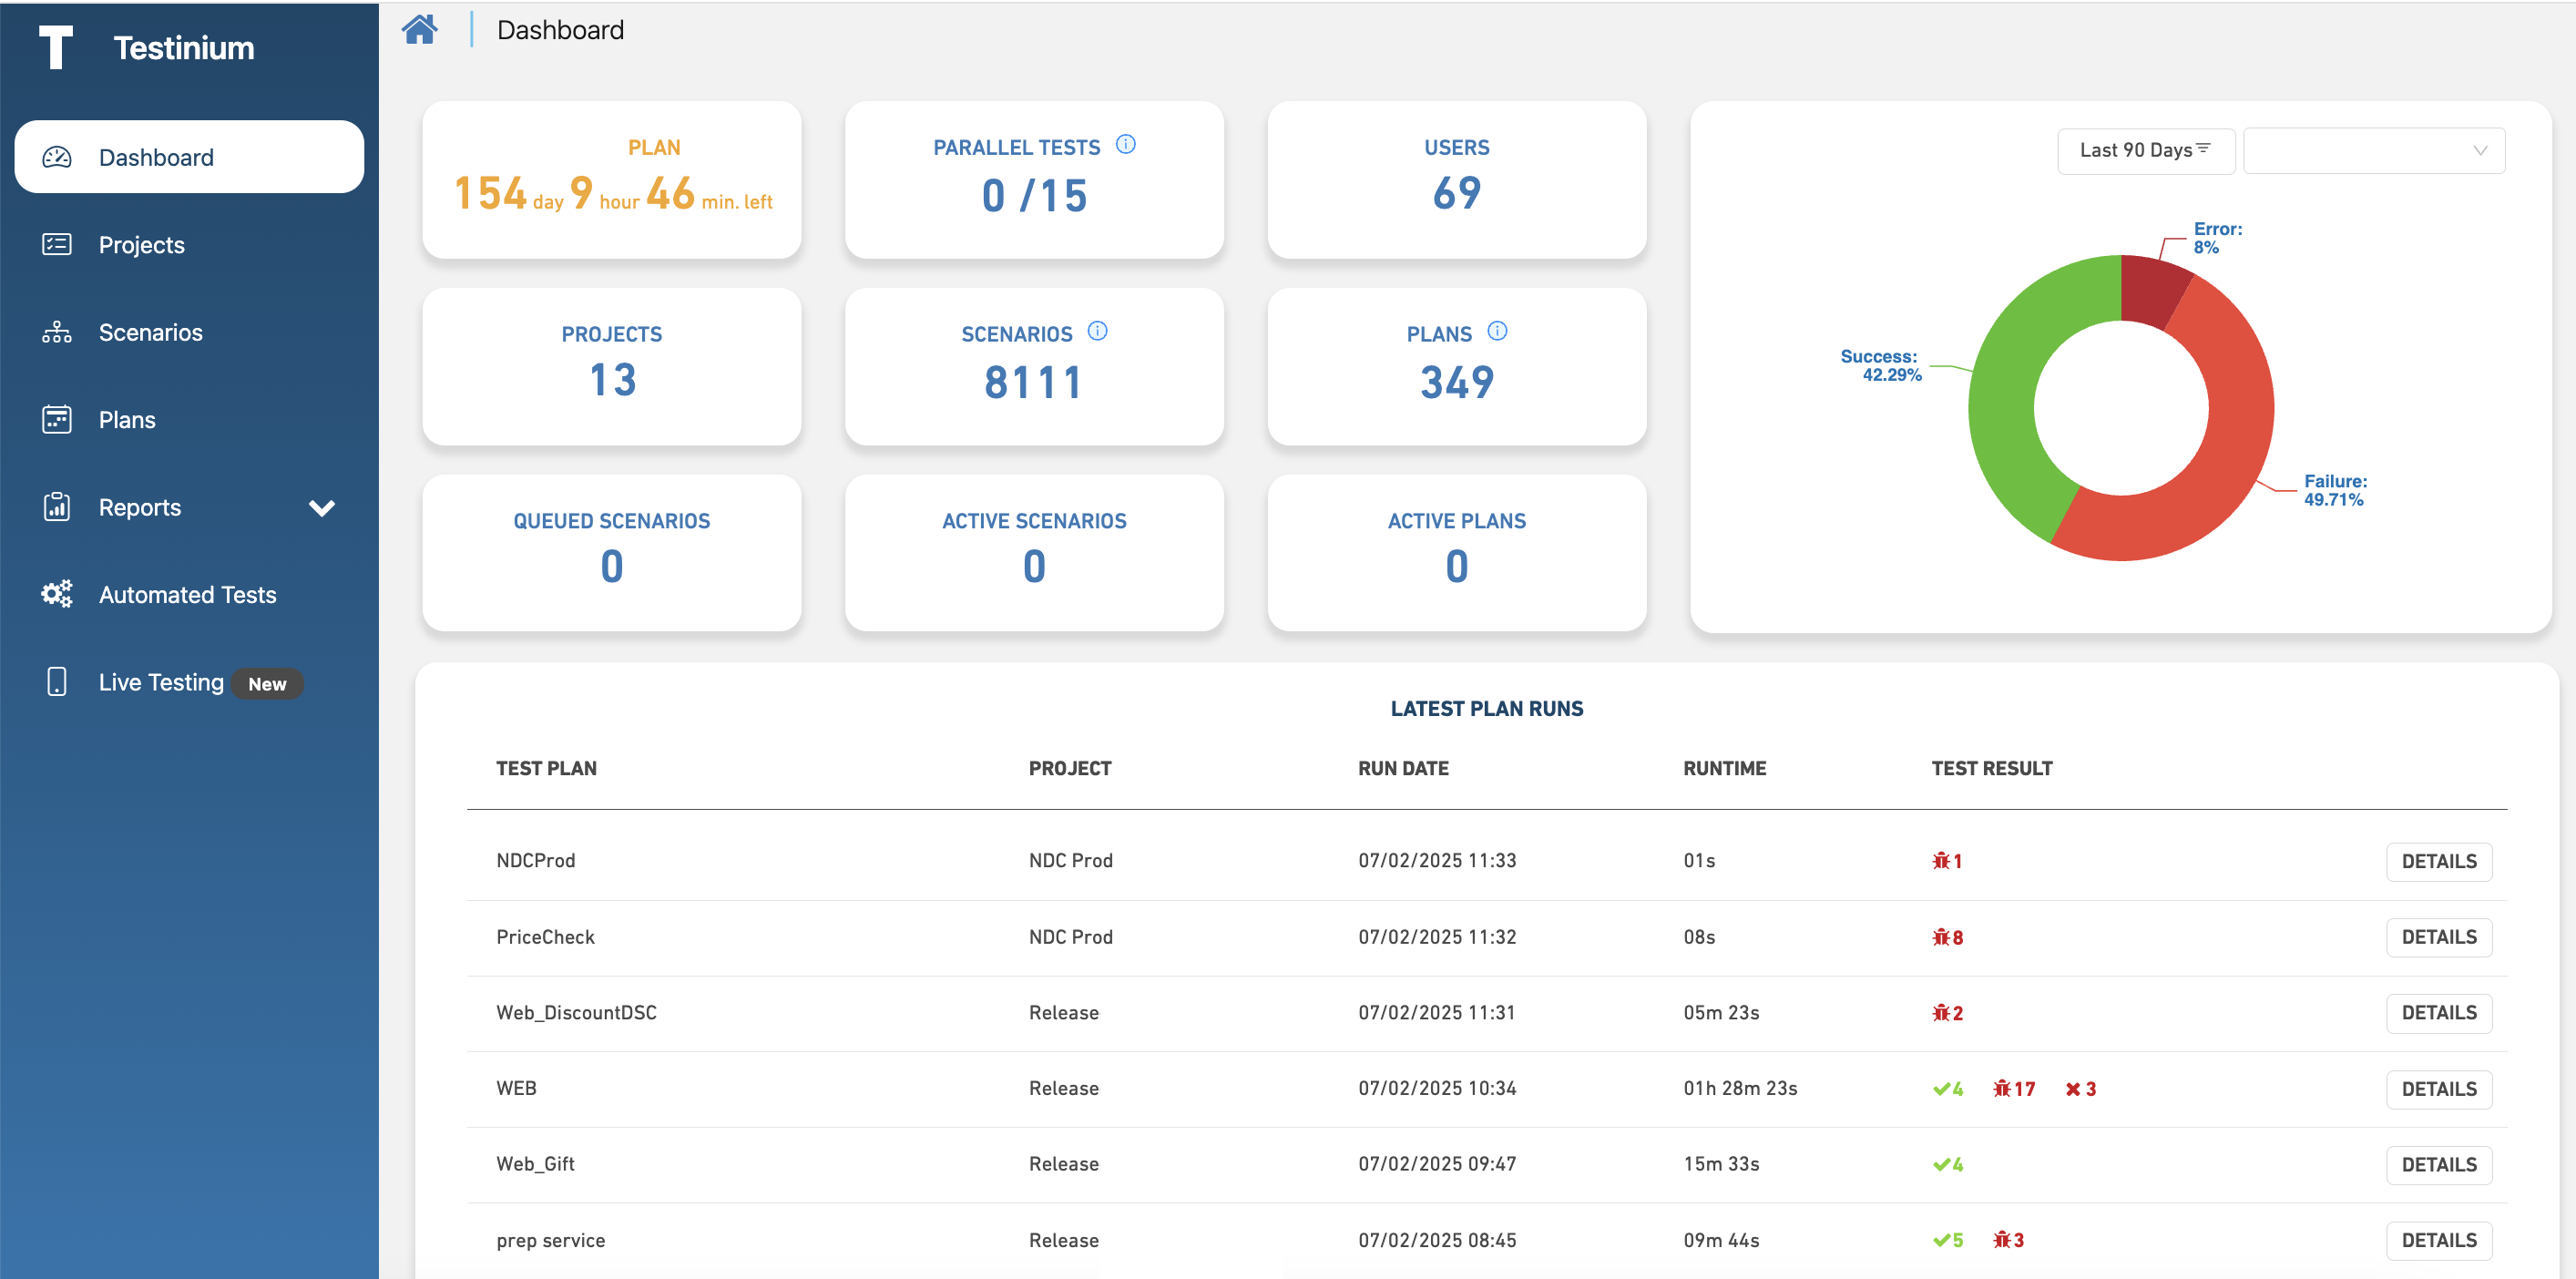 Testinium
Dashboard
Projects
Scenarios
Plans
Reports
Automated Tests
Live Testing New
Dashboard
PLAN
154 day 9 hour 46 min. left
PARALLEL TESTS
0 /15
USERS
69
PROJECTS
13
SCENARIOS
8111
PLANS
349
QUEUED SCENARIOS
0
ACTIVE SCENARIOS
0
ACTIVE PLANS
0
Last 90 Days
Error:
8%
Success:
42.29%
Failure:
49.71%
LATEST PLAN RUNS
TEST PLAN PROJECT RUN DATE RUNTIME TEST RESULT
NDCProd NDC Prod 07/02/2025 11:33 01s 1 DETAILS
PriceCheck NDC Prod 07/02/2025 11:32 08s 8 DETAILS
Web_DiscountDSC Release 07/02/2025 11:31 05m 23s 2 DETAILS
WEB Release 07/02/2025 10:34 01h 28m 23s 4 17 3 DETAILS
Web_Gift Release 07/02/2025 09:47 15m 33s 4 DETAILS
prep service Release 07/02/2025 08:45 09m 44s 5 3 DETAILS